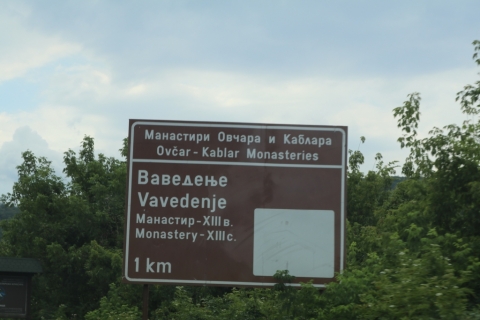 Манастири Овчара и Каблара
Ovčar-Kablar Monasteries
Ваведење
Vavedenje
Манастир-XIII в.
Monastery-XIII c.
1 km